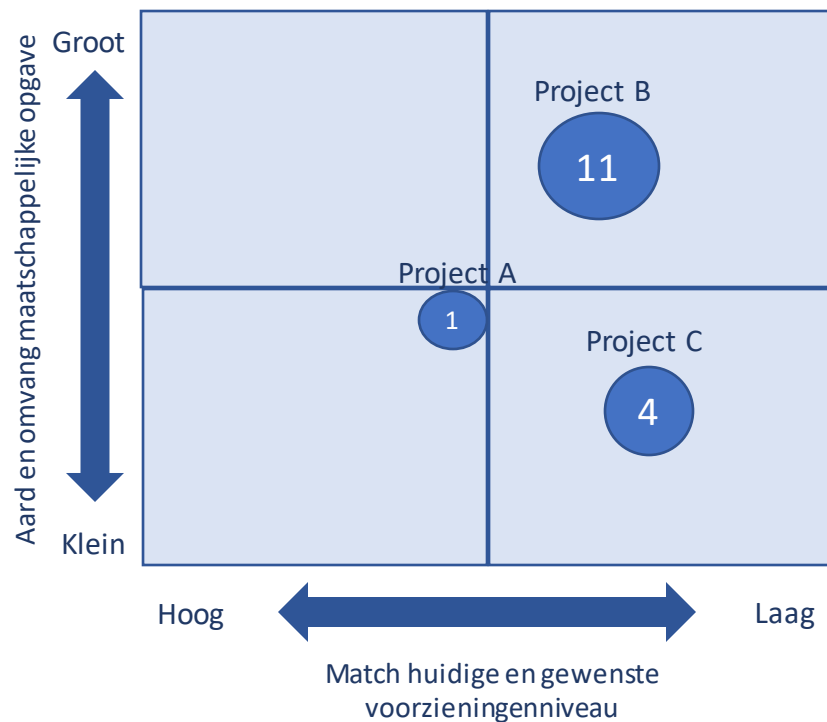 Aard en omvang maatschappelijke opgave
Groot
Project B
11
Project A
1
Project C
4
Klein
Hoog
Laag
Match huidige en gewenste
voorzieningenniveau